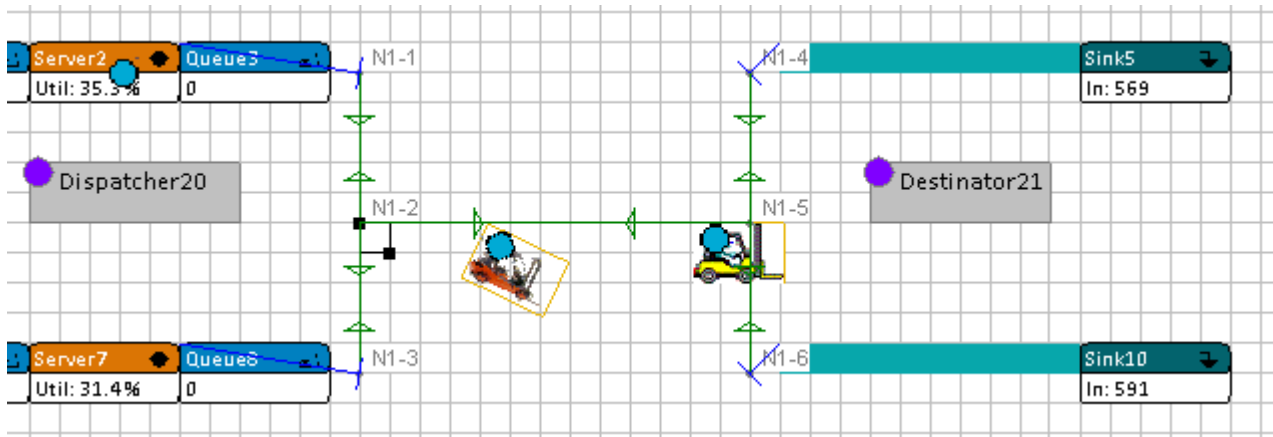 Server2
Queue3
N1-1
N1-4
Sink5
Util: 35.3%
0
In: 569
Dispatcher20
Destinator21
N1-2
N1-5
Server7
Queue8
N1-3
N1-6
Sink10
Util: 31.4%
0
In: 591